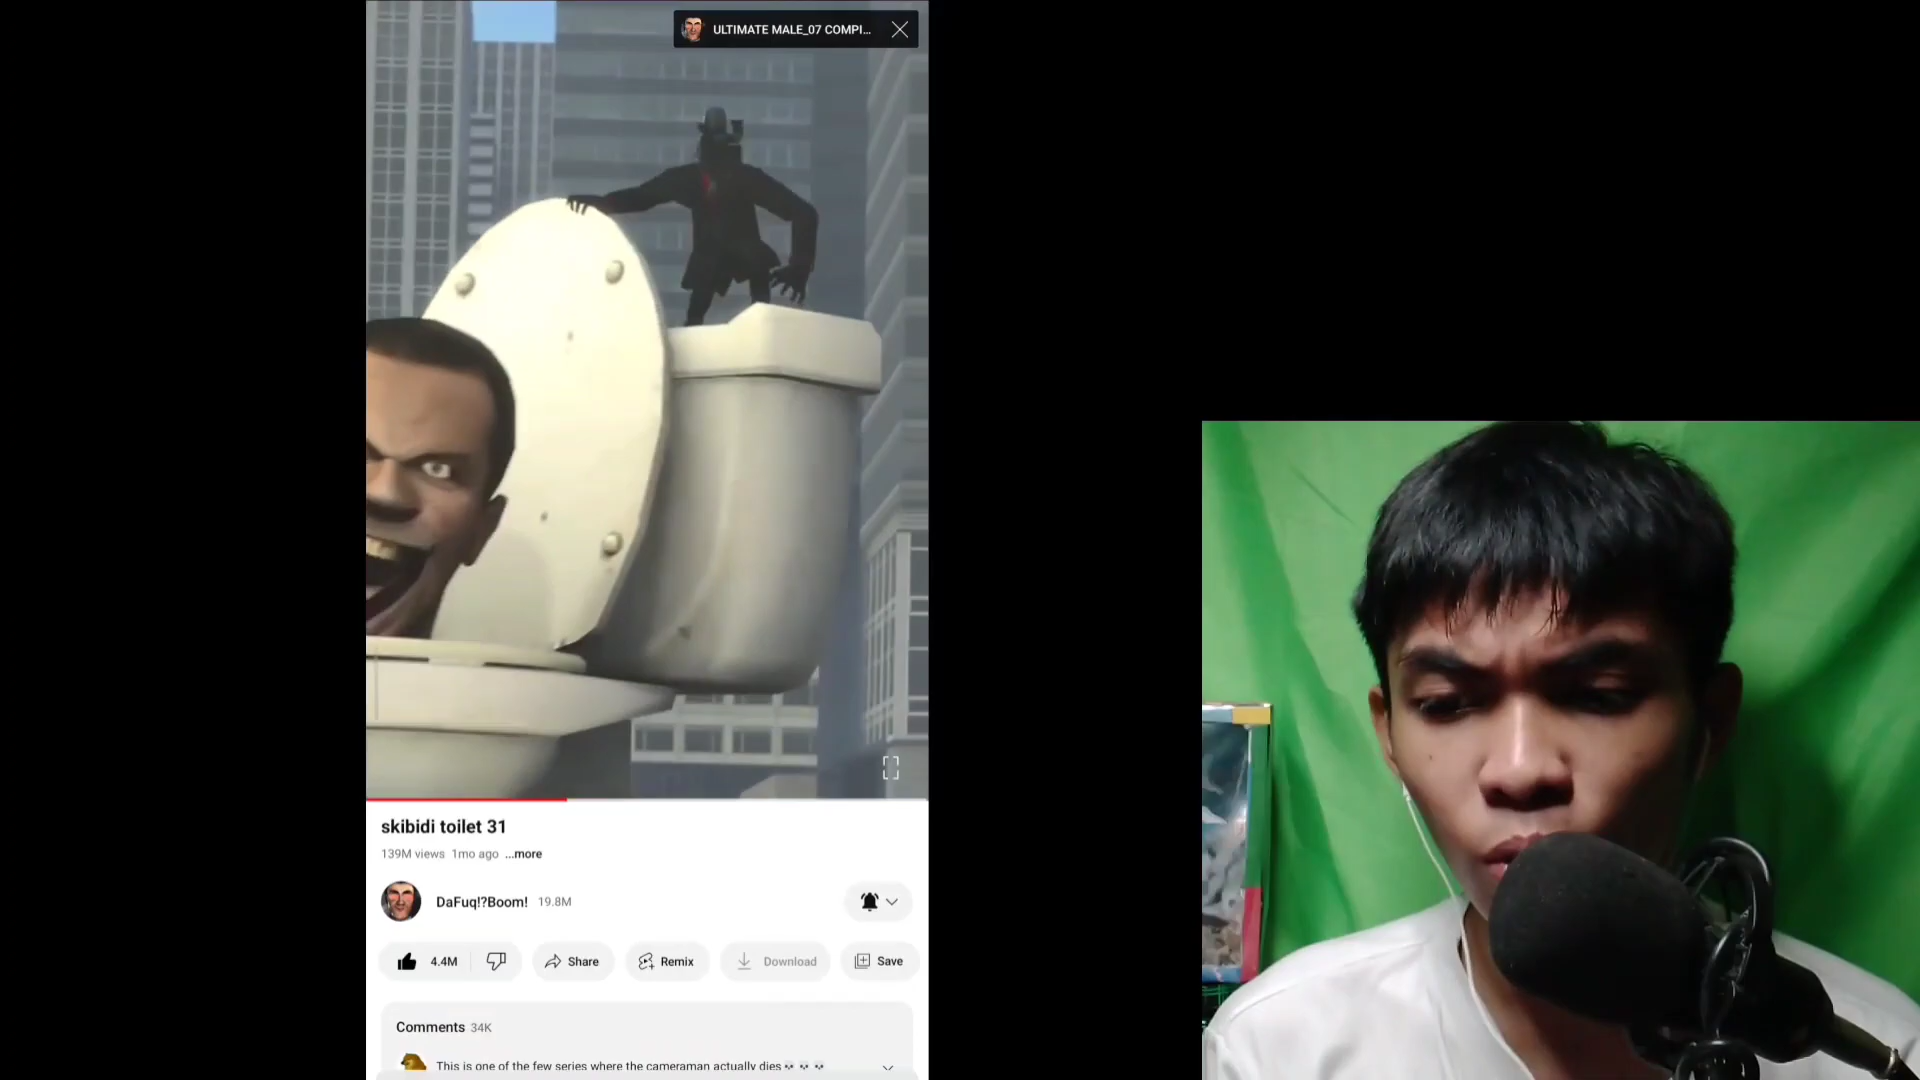 ULTIMATE MALE_07 COMPI...
skibidi toilet 31
139M views 1mo ago ...more
DaFuq!?Boom! 19.8M
4.4M Share Remix Download Save
Comments 34K
This is one of the few series where the cameraman actually dies☠☠☠